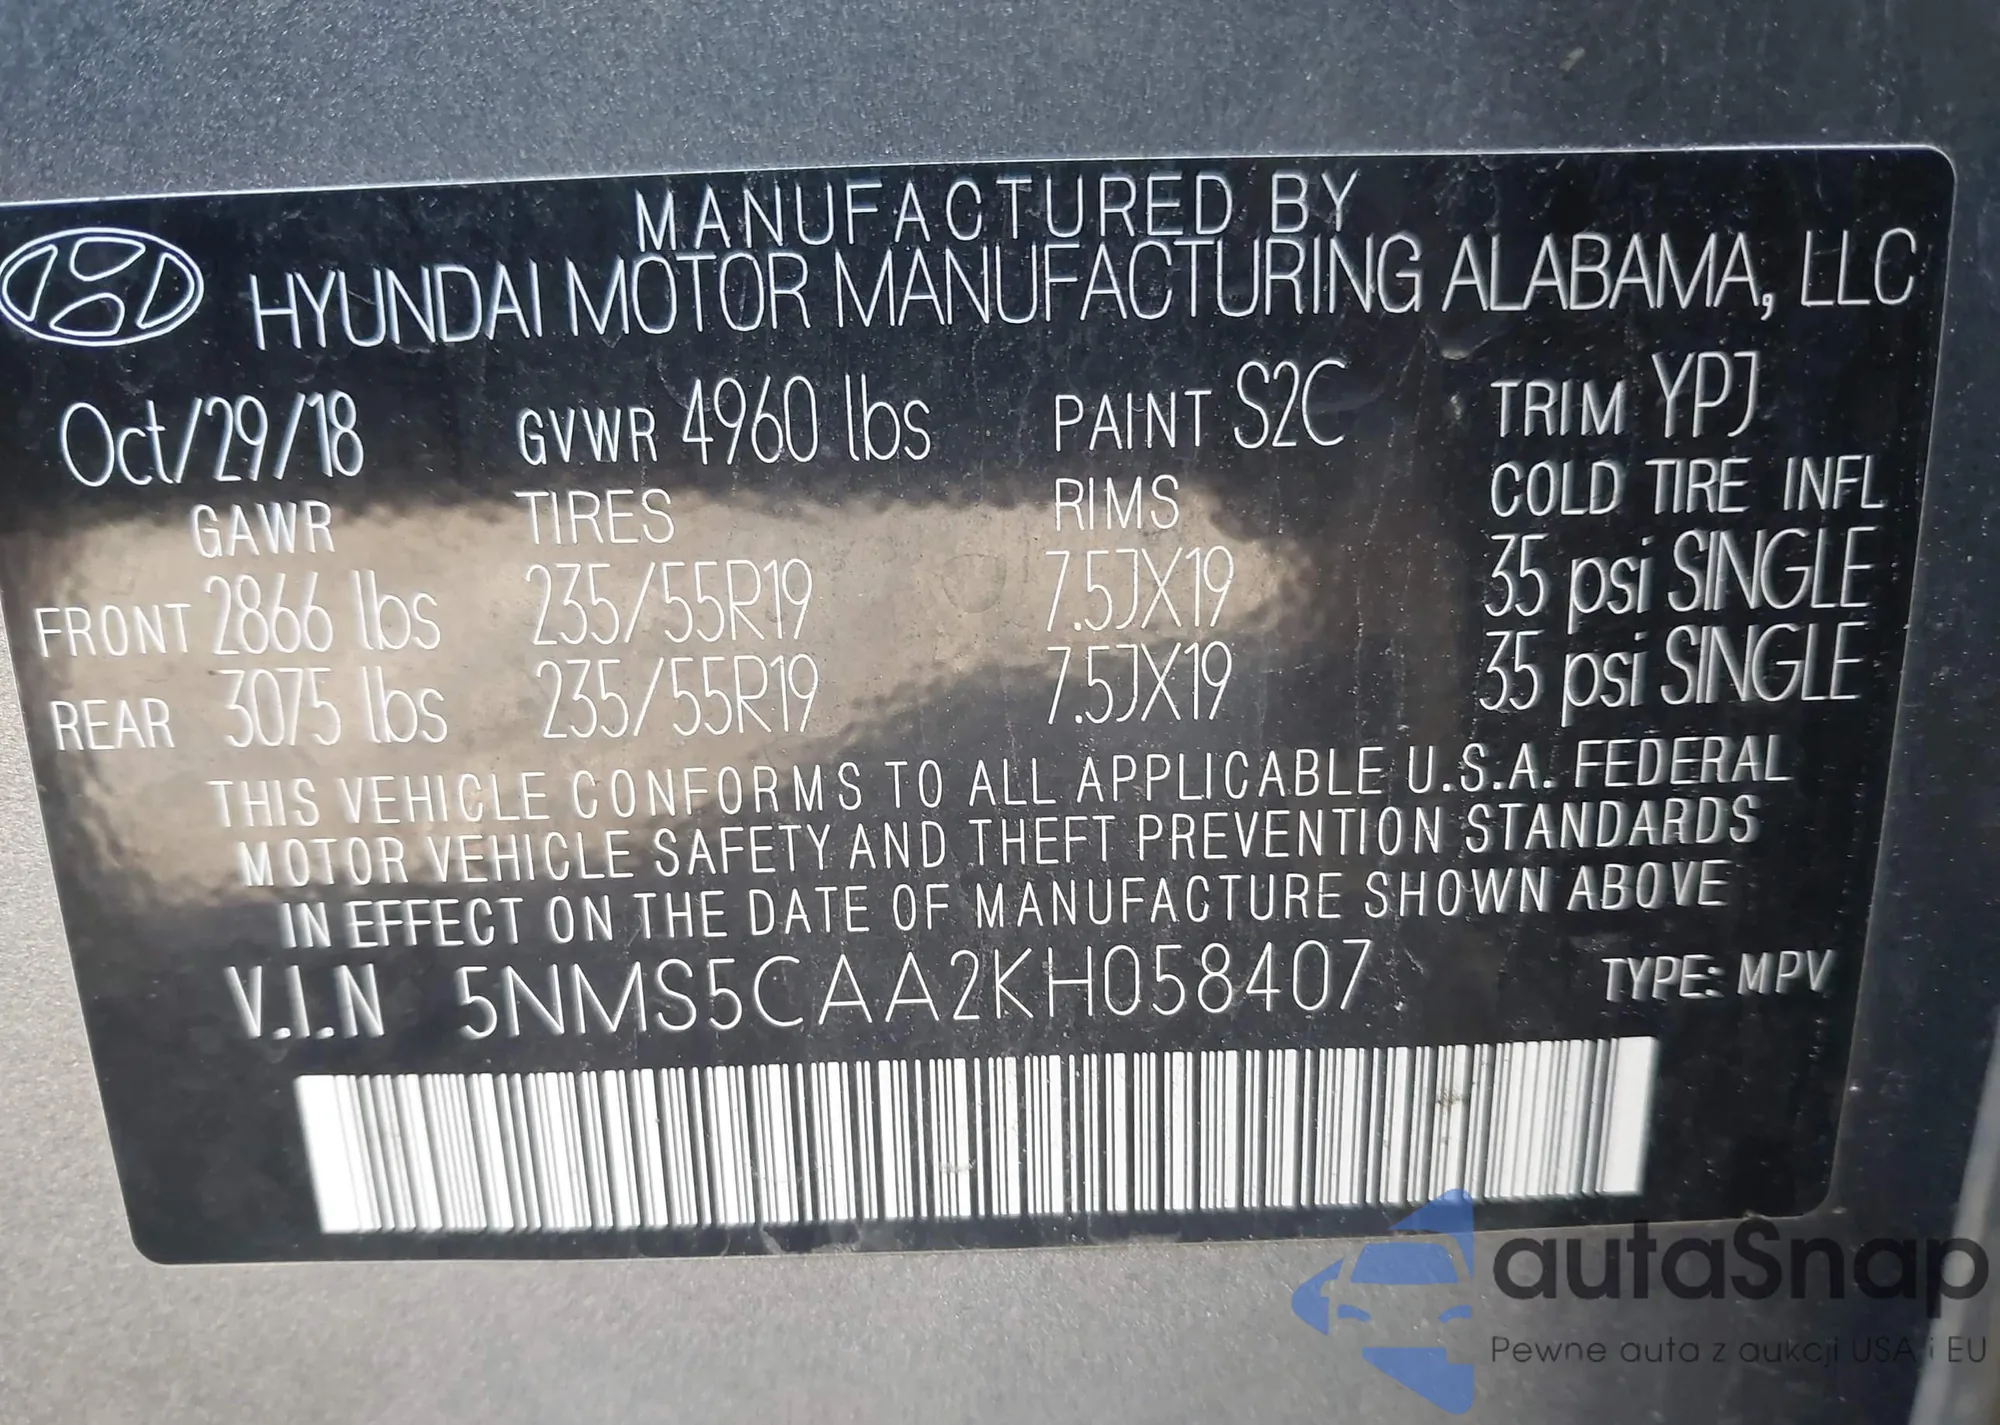 MANUFACTURED BY
HYUNDAI MOTOR MANUFACTURING ALABAMA, LLC
Oct/29/18 GVWR 4960 lbs PAINT S2C TRIM YPJ
GAWR TIRES RIMS COLD TIRE INFL
FRONT 2866 lbs 235/55R19 7.5JX19 35 psi SINGLE
REAR 3075 lbs 235/55R19 7.5JX19 35 psi SINGLE
THIS VEHICLE CONFORMS TO ALL APPLICABLE U.S.A. FEDERAL
MOTOR VEHICLE SAFETY AND THEFT PREVENTION STANDARDS
IN EFFECT ON THE DATE OF MANUFACTURE SHOWN ABOVE
V.I.N 5NMS5CAA2KH058407 TYPE: MPV
autaSnap
Pewne auta z aukcji USA i EU